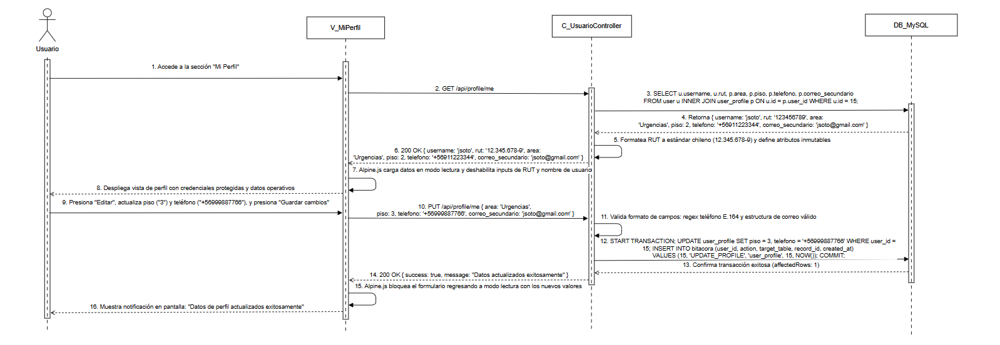 V_MiPerfil
C_UsuarioController
DB_MySQL
Usuario
1. Accede a la sección "Mi Perfil"
2. GET /api/profile/me
3. SELECT u.username, u.rut, p.area, p.piso, p.telefono, p.correo_secundario
FROM user u INNER JOIN user_profile p ON u.id = p.user_id WHERE u.id = 15;
4. Retorna { username: 'jsoto', rut: '123456789', area:
'Urgencias', piso: 2, telefono: '+56911223344', correo_secundario: 'jsoto@gmail.com' }
5. Formatea RUT a estándar chileno (12.345.678-9) y define atributos inmutables
6. 200 OK { username: 'jsoto', rut: '12.345.678-9', area:
'Urgencias', piso: 2, telefono: '+56911223344', correo_secundario: 'jsoto@gmail.com' }
7. Alpine.js carga datos en modo lectura y deshabilita inputs de RUT y nombre de usuario
8. Despliega vista de perfil con credenciales protegidas y datos operativos
9. Presiona "Editar", actualiza piso ("3") y teléfono ("+56999887766"), y presiona "Guardar cambios"
10. PUT /api/profile/me { area: 'Urgencias',
piso: 3, telefono: '+56999887766', correo_secundario: 'jsoto@gmail.com' }
11. Valida formato de campos: regex teléfono E.164 y estructura de correo válido
12. START TRANSACTION; UPDATE user_profile SET piso = 3, telefono = '+56999887766' WHERE user_id =
15; INSERT INTO bitacora (user_id, action, target_table, record_id, created_at)
VALUES (15, 'UPDATE_PROFILE', 'user_profile', 15, NOW()); COMMIT;
13. Confirma transacción exitosa (affectedRows: 1)
14. 200 OK { success: true, message: "Datos actualizados exitosamente" }
15. Alpine.js bloquea el formulario regresando a modo lectura con los nuevos valores
16. Muestra notificación en pantalla: "Datos de perfil actualizados exitosamente"